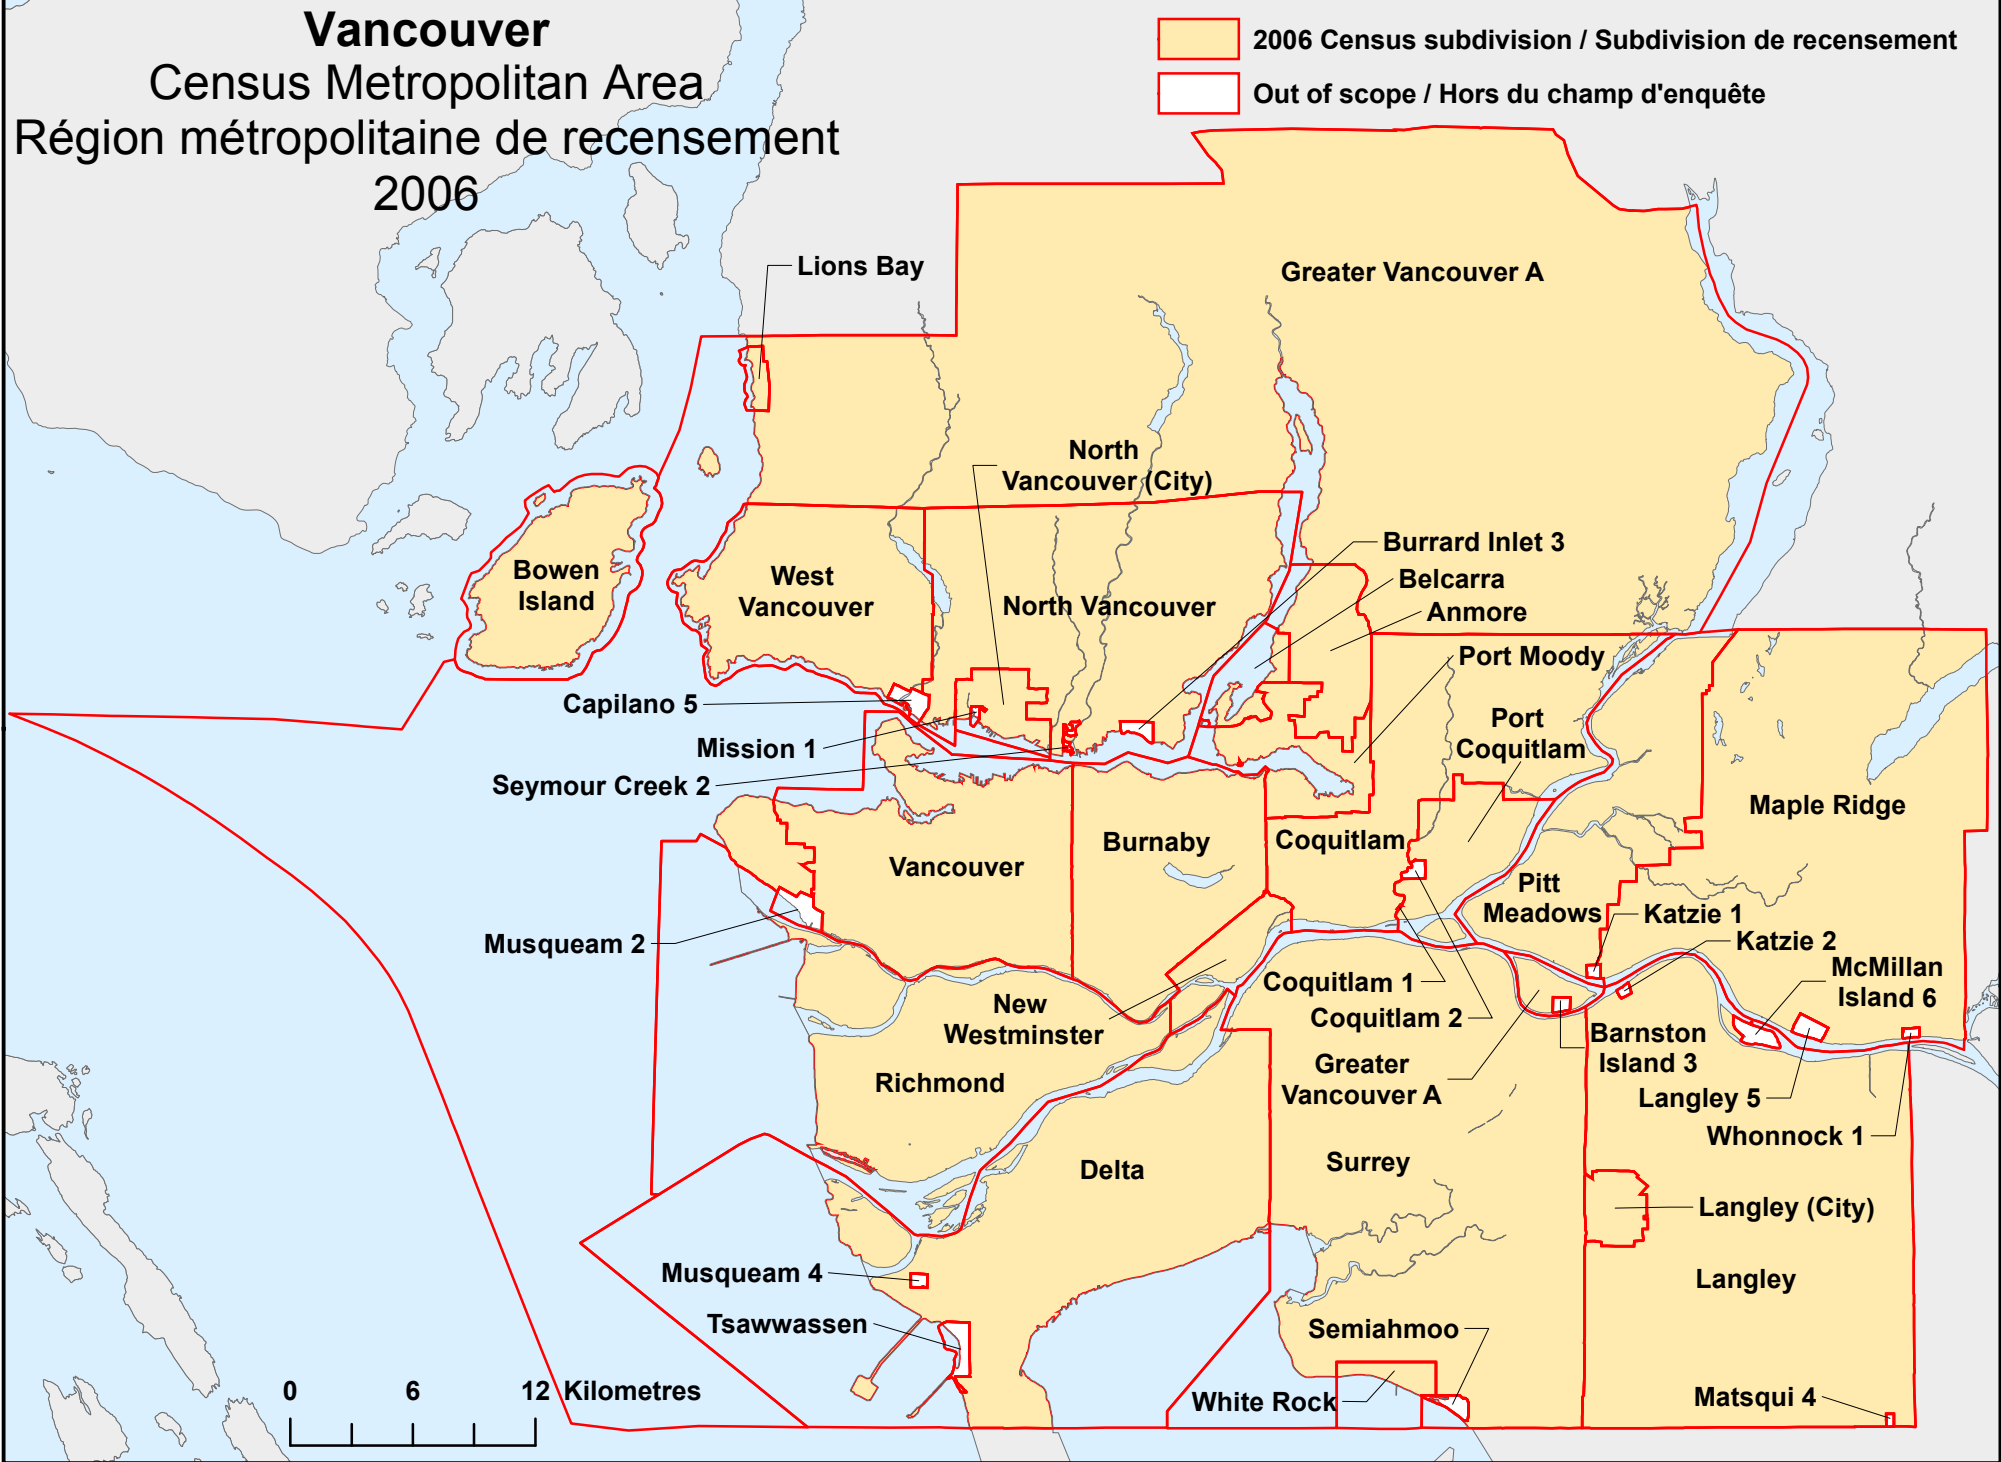 Vancouver
Census Metropolitan Area
Région métropolitaine de recensement
2006
2006 Census subdivision / Subdivision de recensement
Out of scope / Hors du champ d'enquête
Lions Bay
Greater Vancouver A
North
Vancouver (City)
Burrard Inlet 3
Belcarra
Anmore
Bowen
Island
West
Vancouver
North Vancouver
Port Moody
Capilano 5
Port
Coquitlam
Mission 1
Seymour Creek 2
Maple Ridge
Burnaby
Coquitlam
Vancouver
Pitt
Meadows
Katzie 1
Musqueam 2
Katzie 2
McMillan
Island 6
Coquitlam 1
New
Westminster
Coquitlam 2
Barnston
Island 3
Greater
Vancouver A
Richmond
Langley 5
Whonnock 1
Delta
Surrey
Langley (City)
Musqueam 4
Langley
Tsawwassen
Semiahmoo
White Rock
Matsqui 4
0 6 12 Kilometres